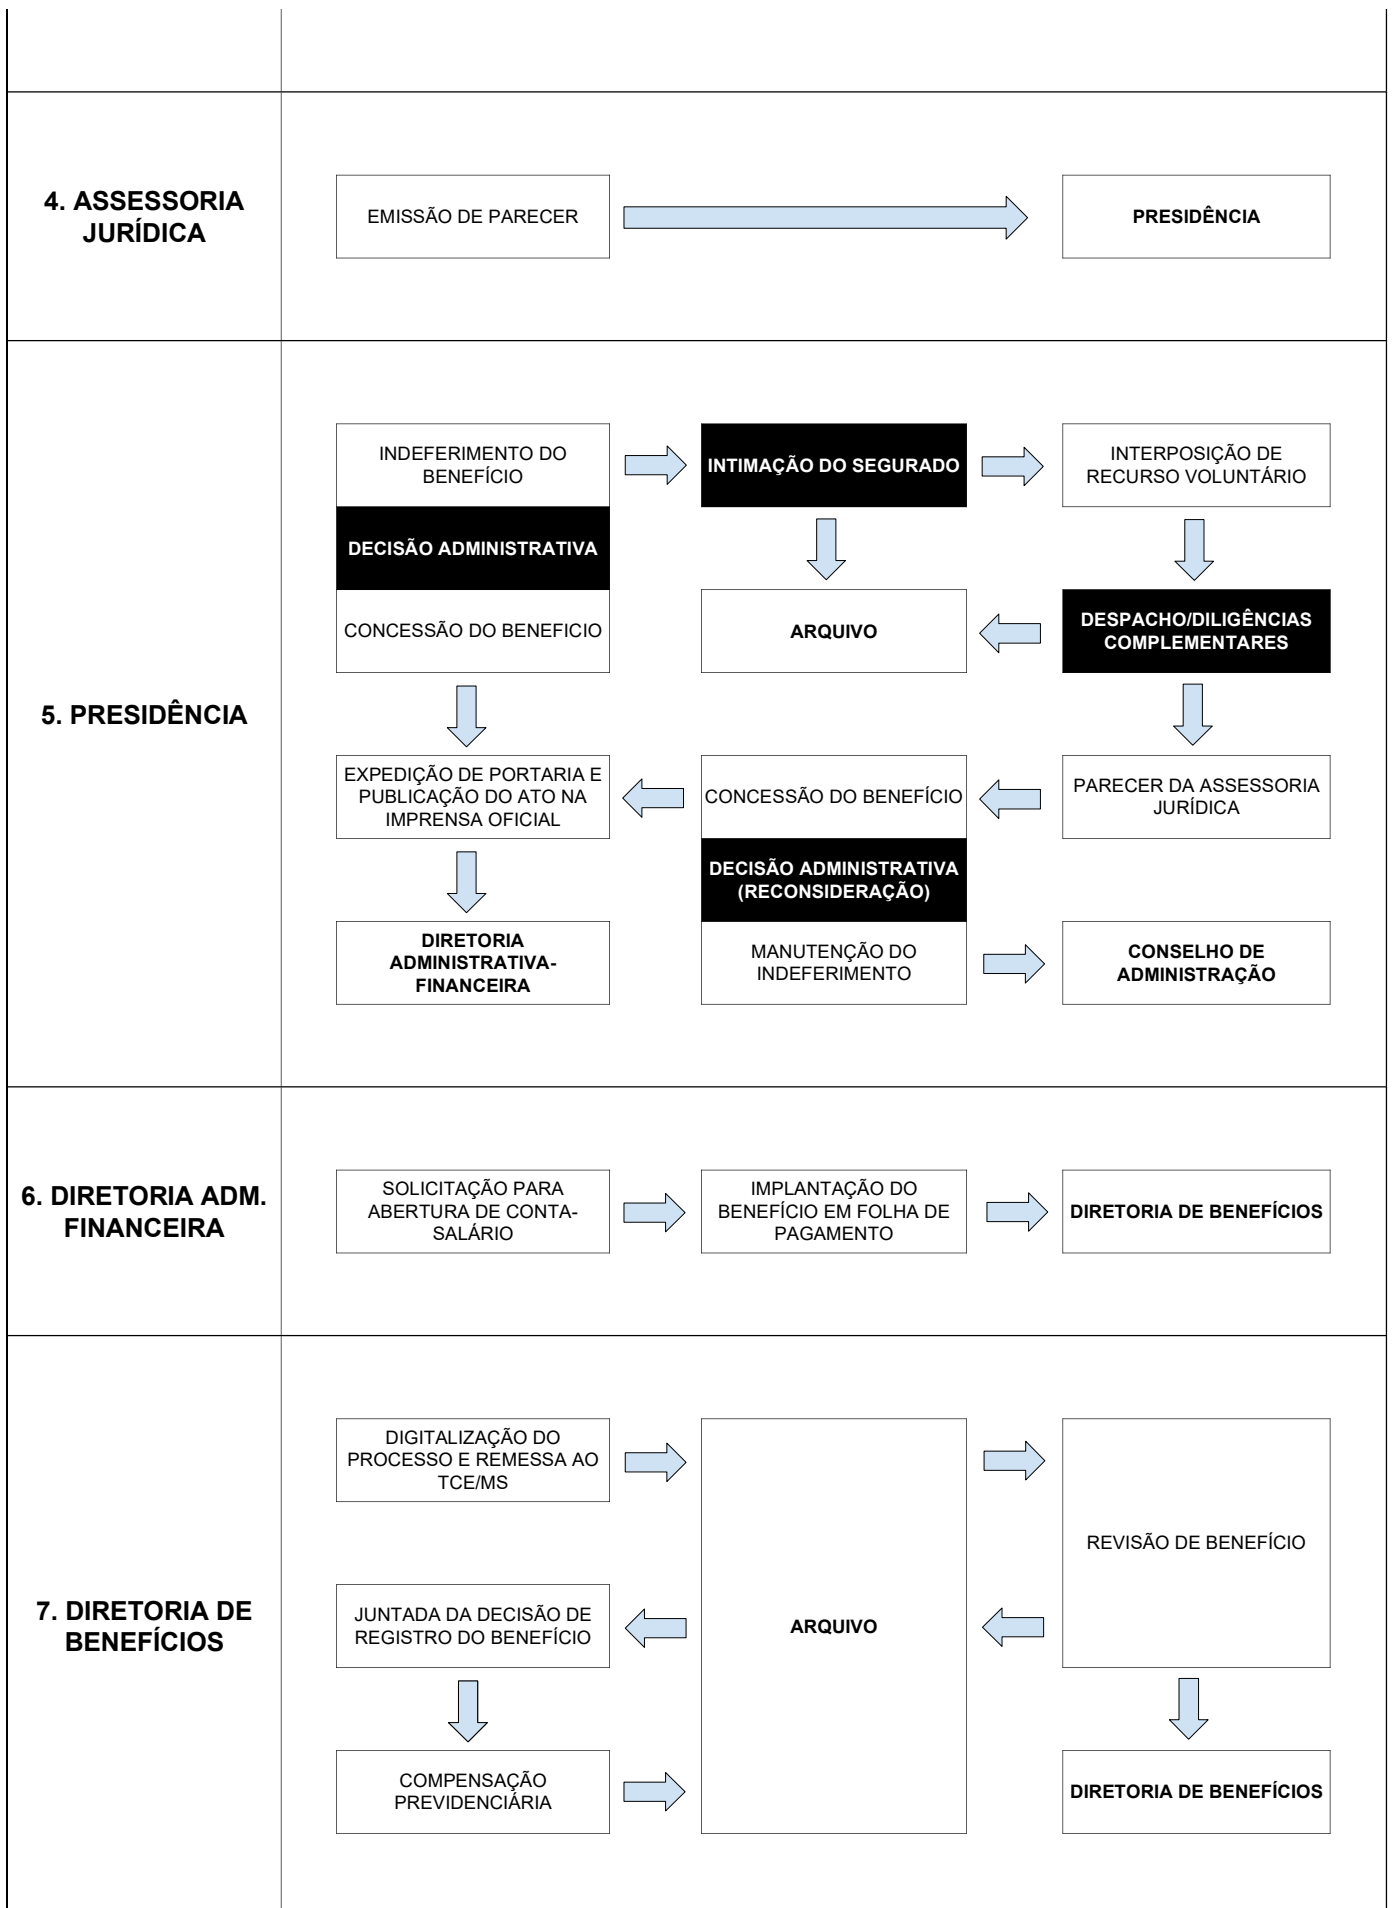 4. ASSESSORIA
JURÍDICA
EMISSÃO DE PARECER
PRESIDÊNCIA
5. PRESIDÊNCIA
INDEFERIMENTO DO
BENEFÍCIO
INTIMAÇÃO DO SEGURADO
INTERPOSIÇÃO DE
RECURSO VOLUNTÁRIO
DECISÃO ADMINISTRATIVA
CONCESSÃO DO BENEFICIO
ARQUIVO
DESPACHO/DILIGÊNCIAS
COMPLEMENTARES
EXPEDIÇÃO DE PORTARIA E
PUBLICAÇÃO DO ATO NA
IMPRENSA OFICIAL
CONCESSÃO DO BENEFÍCIO
PARECER DA ASSESSORIA
JURÍDICA
DECISÃO ADMINISTRATIVA
(RECONSIDERAÇÃO)
DIRETORIA
ADMINISTRATIVA-
FINANCEIRA
MANUTENÇÃO DO
INDEFERIMENTO
CONSELHO DE
ADMINISTRAÇÃO
6. DIRETORIA ADM.
FINANCEIRA
SOLICITAÇÃO PARA
ABERTURA DE CONTA-
SALÁRIO
IMPLANTAÇÃO DO
BENEFÍCIO EM FOLHA DE
PAGAMENTO
DIRETORIA DE BENEFÍCIOS
7. DIRETORIA DE
BENEFÍCIOS
DIGITALIZAÇÃO DO
PROCESSO E REMESSA AO
TCE/MS
REVISÃO DE BENEFÍCIO
JUNTADA DA DECISÃO DE
REGISTRO DO BENEFÍCIO
ARQUIVO
COMPENSAÇÃO
PREVIDENCIÁRIA
DIRETORIA DE BENEFÍCIOS